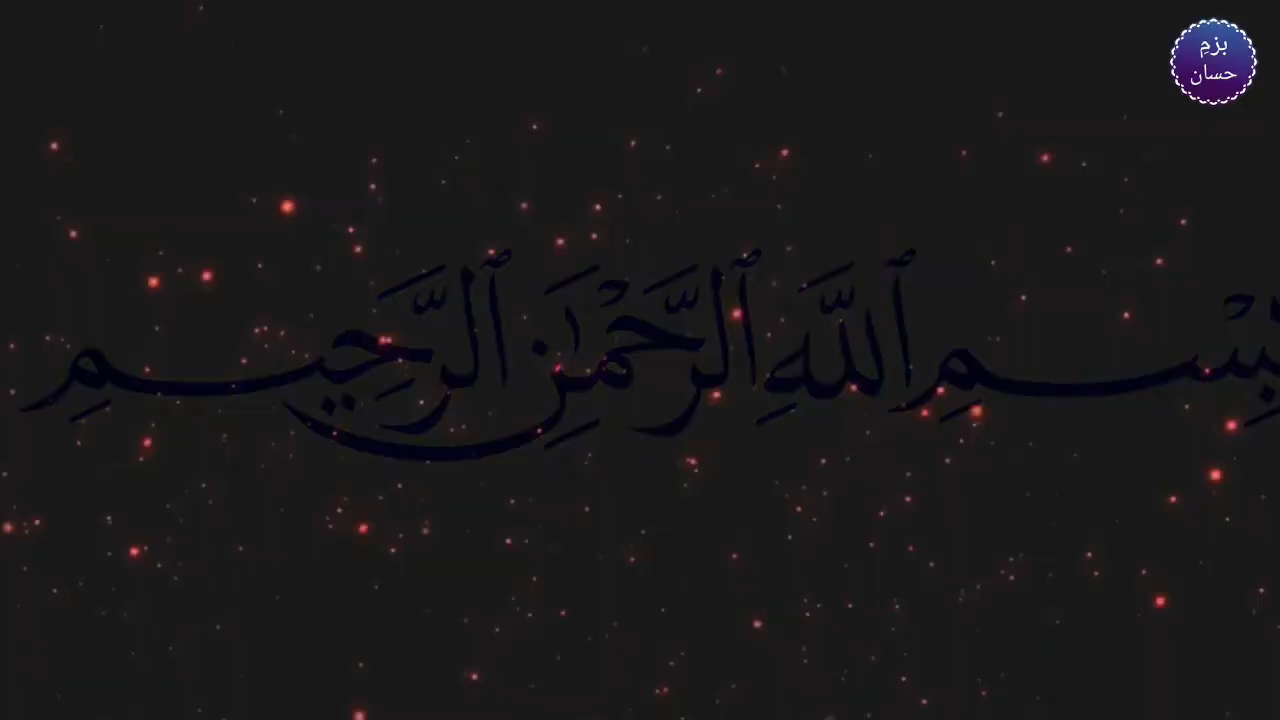 بزمِ
حسان
بِسْمِ ٱللَّهِ ٱلرَّحْمَٰنِ ٱلرَّحِيمِ